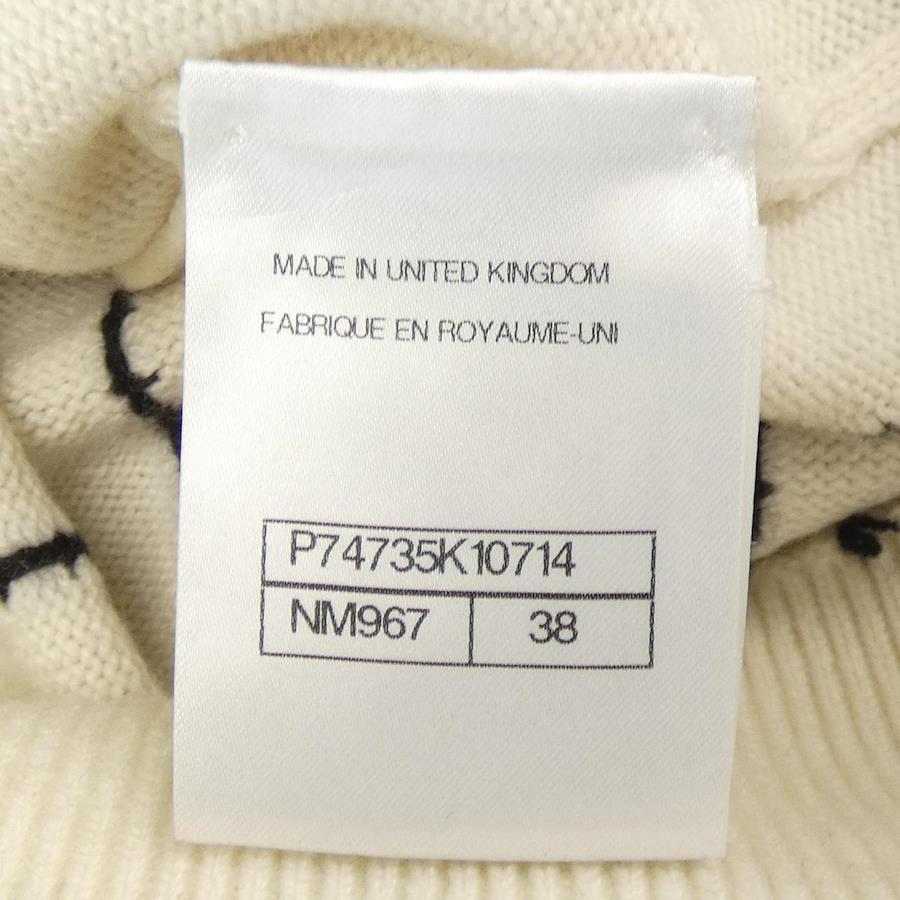 MADE IN UNITED KINGDOM
FABRIQUE EN ROYAUME-UNI
P74735K10714
NM967 38